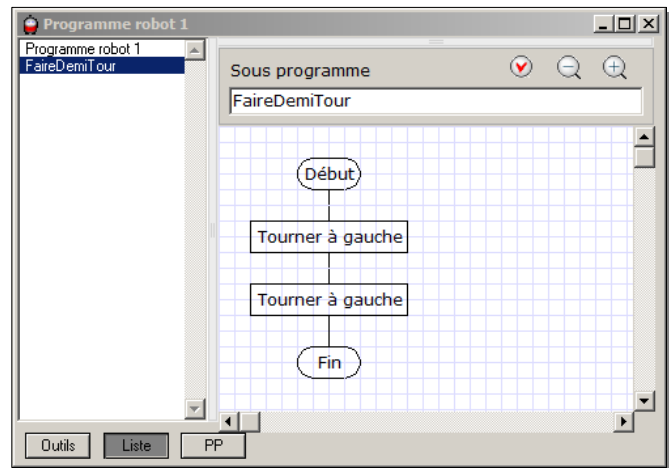 Programme robot 1
Programme robot 1
FaireDemiTour
Sous programme
FaireDemiTour
Début
Tourner à gauche
Tourner à gauche
Fin
Outils
Liste
PP